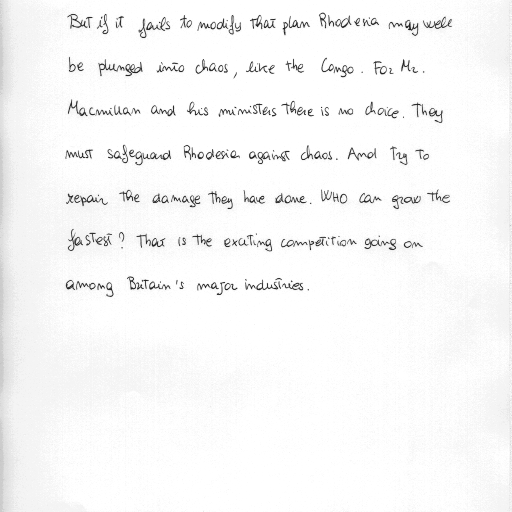 But if it fails to modify that plan Rhodesia may well
be plunged into chaos, like the Congo. For Mr.
Macmillan and his ministers there is no choice. They
must safeguard Rhodesia against chaos. And try to
repair the damage they have done. WHO can grow the
fastest? That is the exciting competition going on
among Britain's major industries.